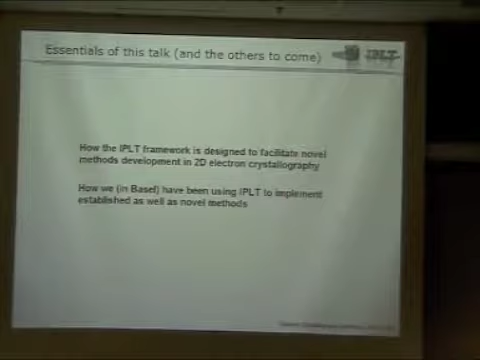 Essentials of this talk (and the others to come)
IPLT
How the IPLT framework is designed to facilitate novel
methods development in 2D electron crystallography
How we (in Basel) have been using IPLT to implement
established as well as novel methods